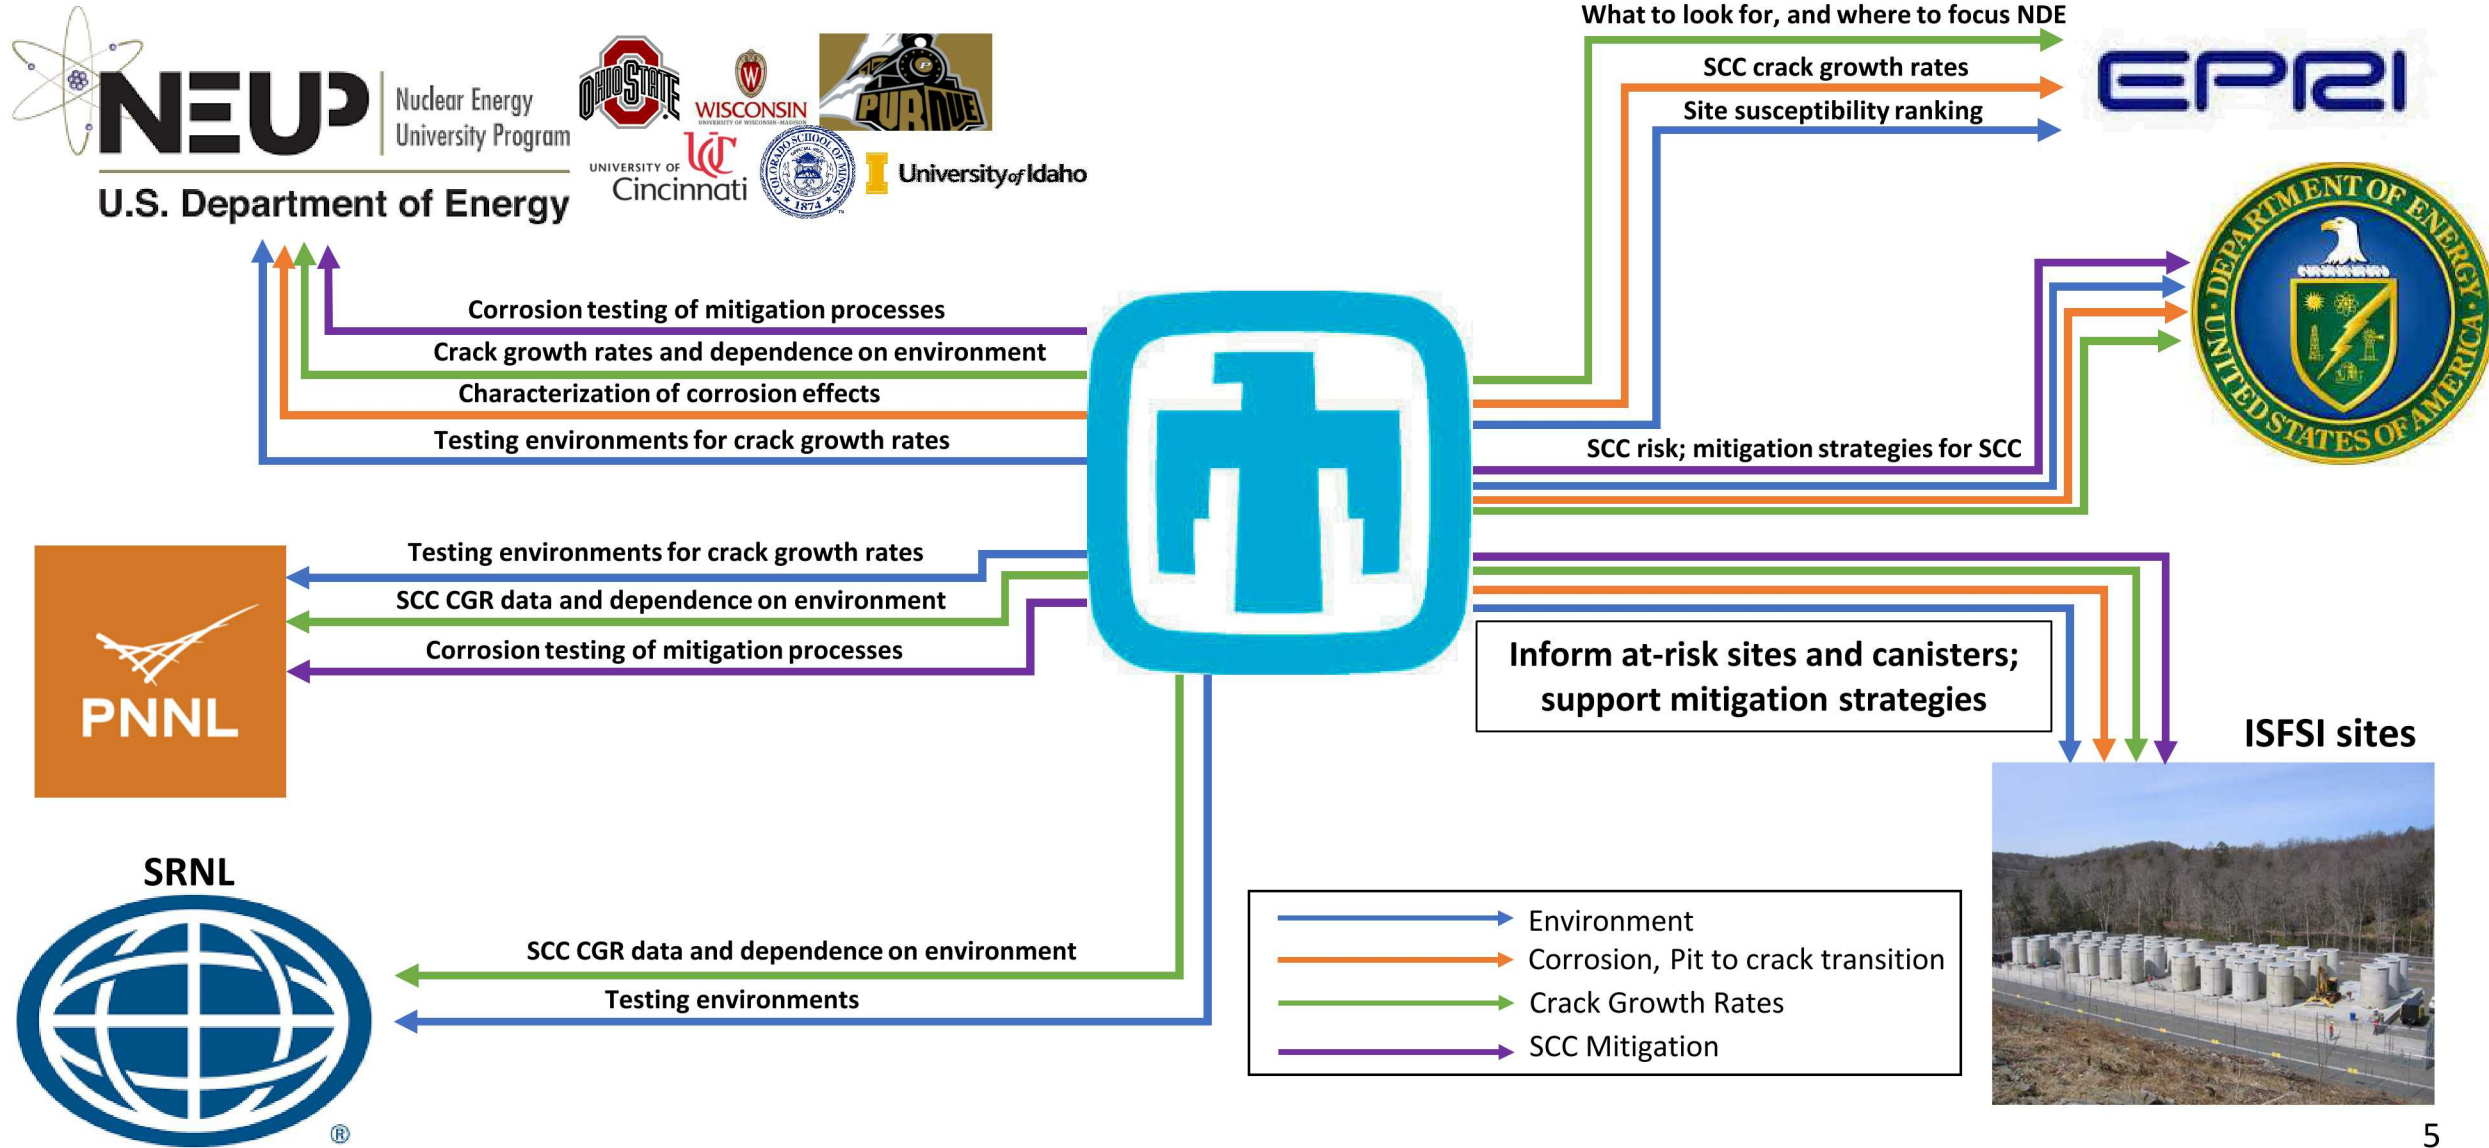 NEUP
Nuclear Energy
University Program
U.S. Department of Energy
OHIO STATE
W
WISCONSIN
UNIVERSITY OF WISCONSIN-MADISON
P
PURDUE
UNIVERSITY OF
UC
Cincinnati
COLORADO SCHOOL OF MINES
1874
I
University of Idaho
What to look for, and where to focus NDE
SCC crack growth rates
Site susceptibility ranking
EPRI
DEPARTMENT OF ENERGY
UNITED STATES OF AMERICA
Corrosion testing of mitigation processes
Crack growth rates and dependence on environment
Characterization of corrosion effects
Testing environments for crack growth rates
SCC risk; mitigation strategies for SCC
Testing environments for crack growth rates
SCC CGR data and dependence on environment
Corrosion testing of mitigation processes
PNNL
Inform at-risk sites and canisters;
support mitigation strategies
ISFSI sites
SRNL
®
SCC CGR data and dependence on environment
Testing environments
Environment
Corrosion, Pit to crack transition
Crack Growth Rates
SCC Mitigation
5